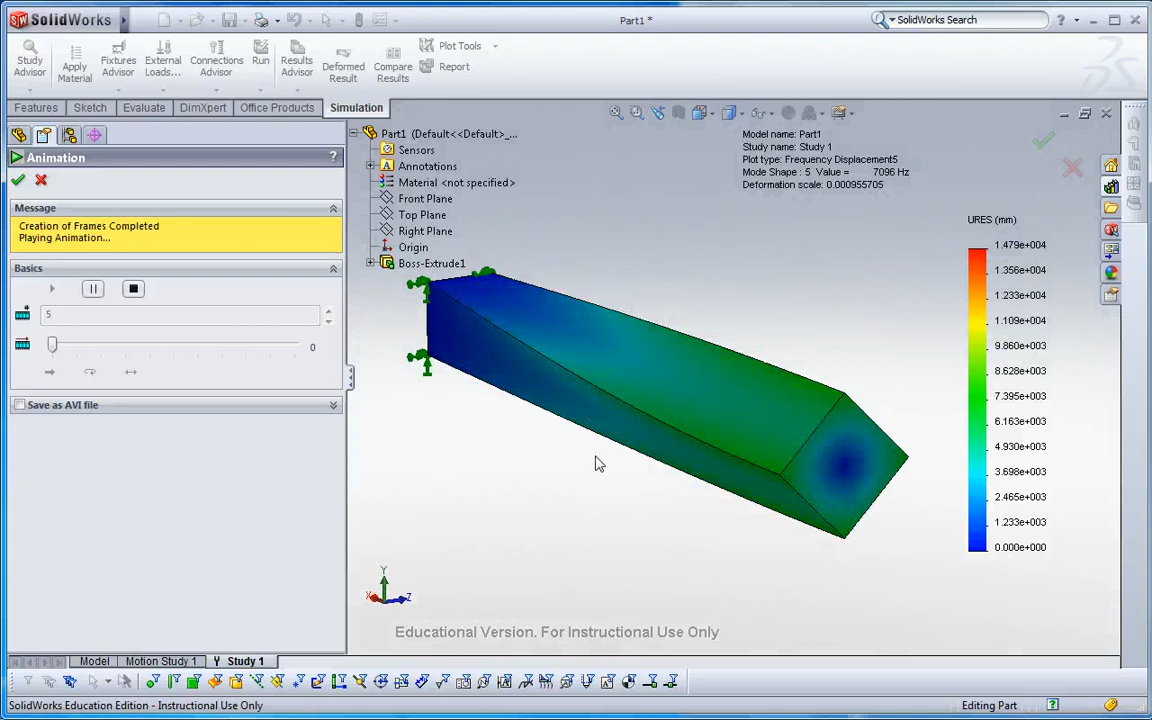 SolidWorks
Part1 *
SolidWorks Search
Study Advisor
Apply Material
Fixtures Advisor
External Loads...
Connections Advisor
Run
Results Advisor
Deformed Result
Compare Results
Plot Tools
Report
Features
Sketch
Evaluate
DimXpert
Office Products
Simulation
Animation
?
Message
Creation of Frames Completed
Playing Animation...
Basics
5
0
Save as AVI file
Part1 (Default<<Default>_...
Sensors
Annotations
Material <not specified>
Front Plane
Top Plane
Right Plane
Origin
Boss-Extrude1
Model name: Part1
Study name: Study 1
Plot type: Frequency Displacement5
Mode Shape : 5 Value = 7096 Hz
Deformation scale: 0.000955705
URES (mm)
1.479e+004
1.356e+004
1.233e+004
1.109e+004
9.860e+003
8.628e+003
7.395e+003
6.163e+003
4.930e+003
3.698e+003
2.465e+003
1.233e+003
0.000e+000
Y
X
Z
Educational Version. For Instructional Use Only
Model
Motion Study 1
Study 1
SolidWorks Education Edition - Instructional Use Only
Editing Part